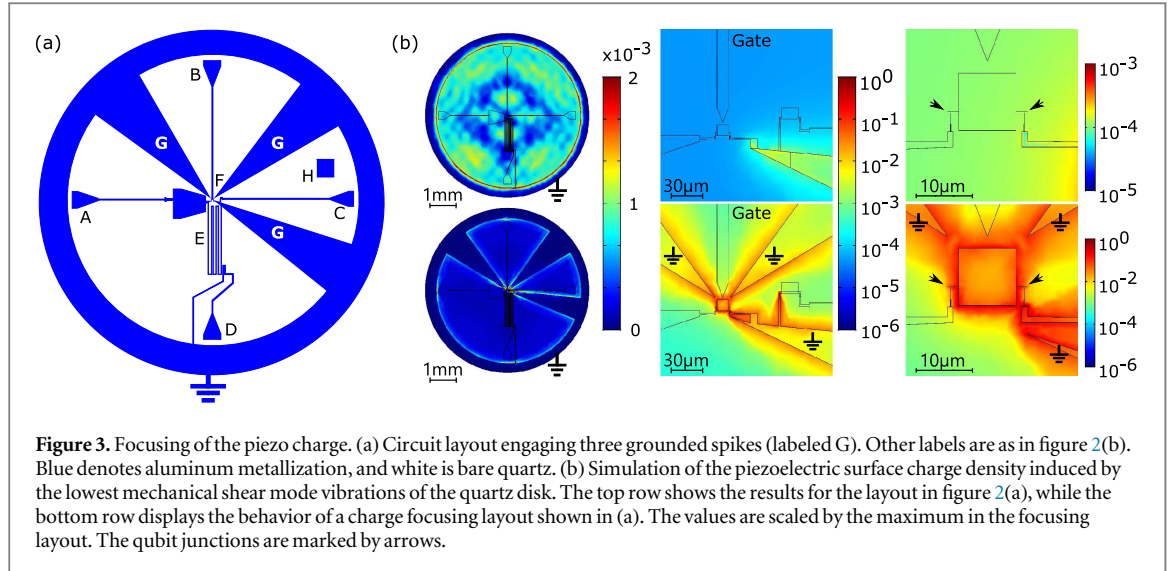 (a)
B
G
G
F
H
A
C
E
G
D
(b)
×10⁻³
2
1
0
1mm
1mm
Gate
30µm
Gate
30µm
10⁰
10⁻¹
10⁻²
10⁻³
10⁻⁴
10⁻⁵
10⁻⁶
10µm
10⁻³
10⁻⁴
10⁻⁵
10µm
10⁰
10⁻²
10⁻⁴
10⁻⁶
Figure 3. Focusing of the piezo charge. (a) Circuit layout engaging three grounded spikes (labeled G). Other labels are as in figure 2(b).
Blue denotes aluminum metallization, and white is bare quartz. (b) Simulation of the piezoelectric surface charge density induced by
the lowest mechanical shear mode vibrations of the quartz disk. The top row shows the results for the layout in figure 2(a), while the
bottom row displays the behavior of a charge focusing layout shown in (a). The values are scaled by the maximum in the focusing
layout. The qubit junctions are marked by arrows.